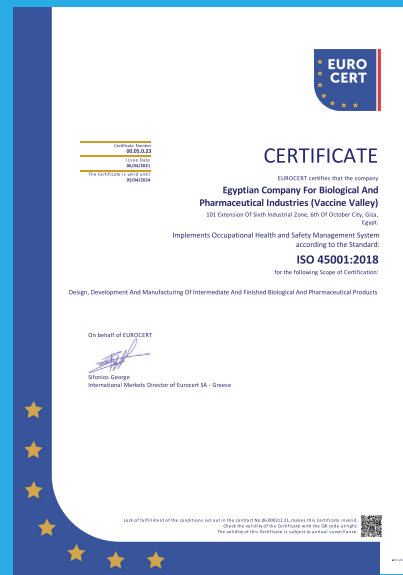 EURO
CERT
Certificate Number
00.05.0.23
Issue Date
06/04/2021
The Certificate is valid until
05/04/2024
CERTIFICATE
EUROCERT certifies that the company
Egyptian Company For Biological And
Pharmaceutical Industries (Vaccine Valley)
101 Extension Of Sixth Industrial Zone, 6th Of October City, Giza,
Egypt.
Implements Occupational Health and Safety Management System
according to the Standard:
ISO 45001:2018
for the following Scope of Certification:
Design, Development And Manufacturing Of Intermediate And Finished Biological And Pharmaceutical Products
On behalf of EUROCERT
Sifonios George
International Markets Director of Eurocert SA - Greece
Lack of fulfillment of the conditions set out in the contract No.06.000312.21, makes this Certificate invalid.
Check the validity of the Certificate with the QR code at right.
The validity of this Certificate is subject to annual surveillance.